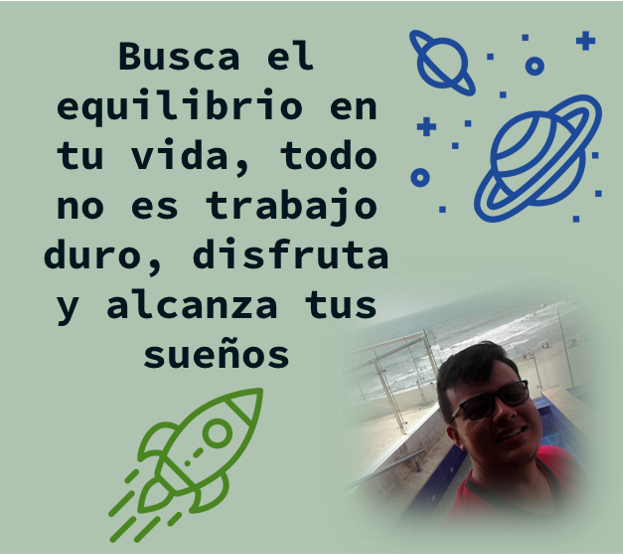 Busca el
equilibrio en
tu vida, todo
no es trabajo
duro, disfruta
y alcanza tus
sueños